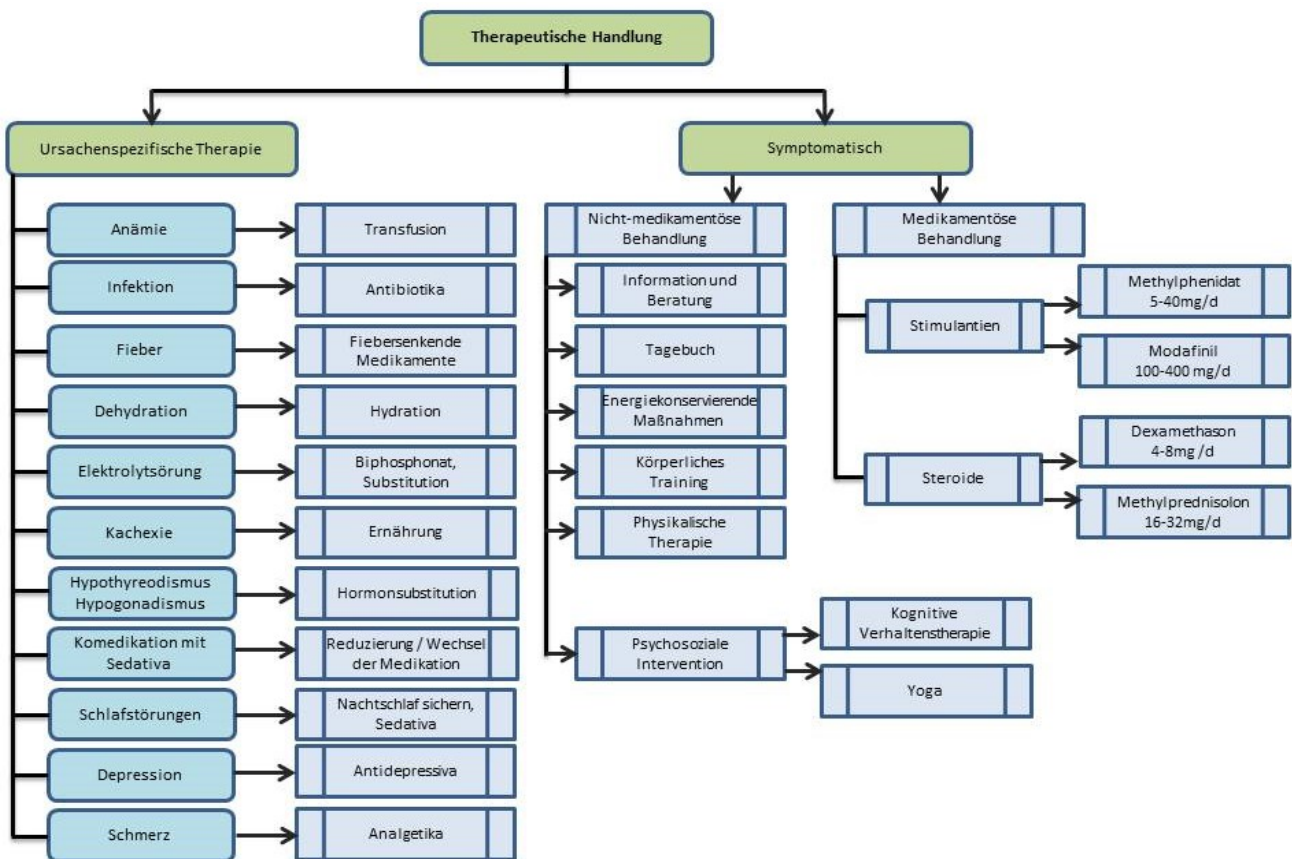 Therapeutische Handlung
Ursachenspezifische Therapie
Anämie
Transfusion
Infektion
Antibiotika
Fieber
Fiebersenkende
Medikamente
Dehydration
Hydration
Elektrolytsörung
Biphosphonat,
Substitution
Kachexie
Ernährung
Hypothyreodismus
Hypogonadismus
Hormonsubstitution
Komedikation mit
Sedativa
Reduzierung / Wechsel
der Medikation
Schlafstörungen
Nachtschlaf sichern,
Sedativa
Depression
Antidepressiva
Schmerz
Analgetika
Symptomatisch
Nicht-medikamentöse
Behandlung
Information und
Beratung
Tagebuch
Energiekonservierende
Maßnahmen
Körperliches
Training
Physikalische
Therapie
Psychosoziale
Intervention
Kognitive
Verhaltenstherapie
Yoga
Medikamentöse
Behandlung
Stimulantien
Methylphenidat
5-40mg/d
Modafinil
100-400 mg/d
Steroide
Dexamethason
4-8mg /d
Methylprednisolon
16-32mg/d